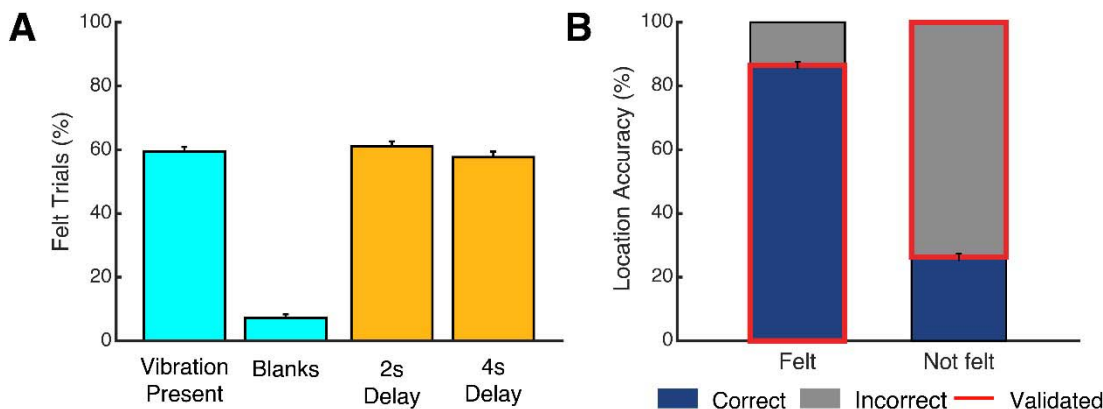 A
Felt Trials (%)
100
80
60
40
20
0
Vibration
Present
Blanks
2s
Delay
4s
Delay
B
Location Accuracy (%)
100
80
60
40
20
0
Felt
Not felt
Correct
Incorrect
Validated